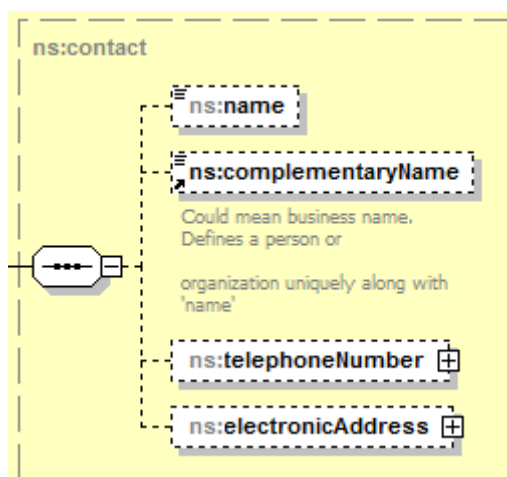 ns:contact
ns:name
ns:complementaryName
Could mean business name.
Defines a person or
organization uniquely along with
'name'
ns:telephoneNumber
ns:electronicAddress